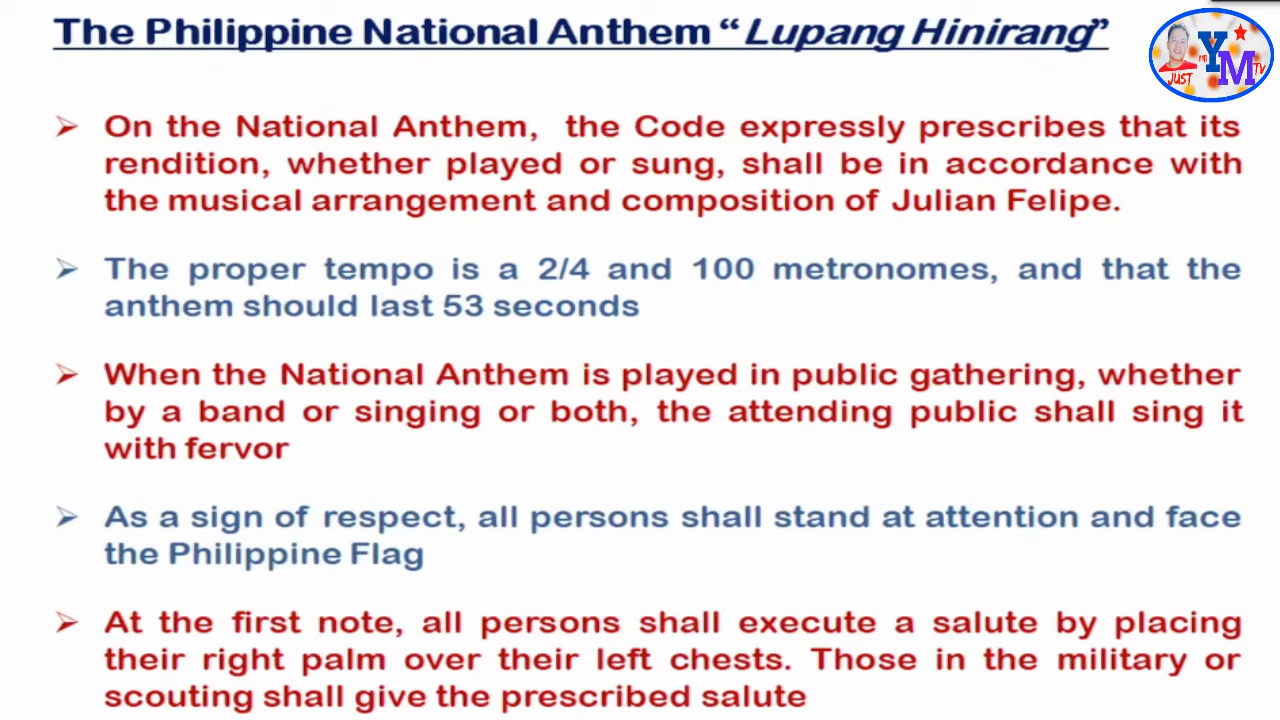 The Philippine National Anthem “ Lupang Hinirang”
JUST
MR
YM
TV
➢ On the National Anthem, the Code expressly prescribes that its
rendition, whether played or sung, shall be in accordance with
the musical arrangement and composition of Julian Felipe.
➢ The proper tempo is a 2/4 and 100 metronomes, and that the
anthem should last 53 seconds
➢ When the National Anthem is played in public gathering, whether
by a band or singing or both, the attending public shall sing it
with fervor
➢ As a sign of respect, all persons shall stand at attention and face
the Philippine Flag
➢ At the first note, all persons shall execute a salute by placing
their right palm over their left chests. Those in the military or
scouting shall give the prescribed salute